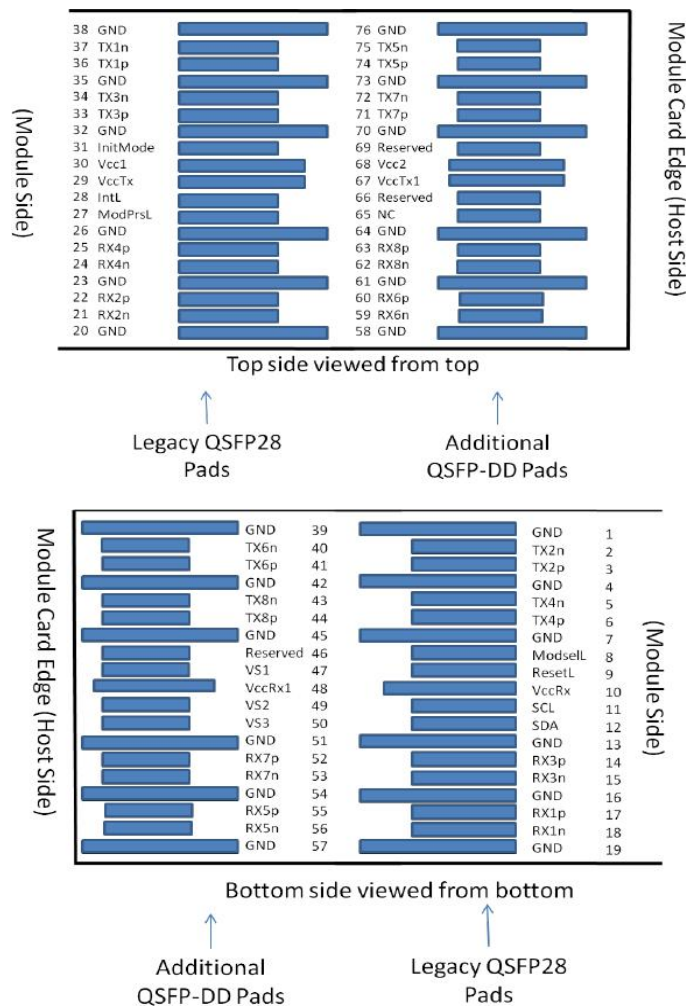 38 GND 76 GND
37 TX1n 75 TX5n
36 TX1p 74 TX5p
35 GND 73 GND
34 TX3n 72 TX7n
33 TX3p 71 TX7p
32 GND 70 GND
31 InitMode 69 Reserved
30 Vcc1 68 Vcc2
29 VccTx 67 VccTx1
28 IntL 66 Reserved
27 ModPrsL 65 NC
26 GND 64 GND
25 RX4p 63 RX8p
24 RX4n 62 RX8n
23 GND 61 GND
22 RX2p 60 RX6p
21 RX2n 59 RX6n
20 GND 58 GND
(Module Side)
Module Card Edge (Host Side)
Top side viewed from top
Legacy QSFP28
Pads
Additional
QSFP-DD Pads
Module Card Edge (Host Side)
GND 39 GND 1
TX6n 40 TX2n 2
TX6p 41 TX2p 3
GND 42 GND 4
TX8n 43 TX4n 5
TX8p 44 TX4p 6
GND 45 GND 7
Reserved 46 ModselL 8
VS1 47 ResetL 9
VccRx1 48 VccRx 10
VS2 49 SCL 11
VS3 50 SDA 12
GND 51 GND 13
RX7p 52 RX3p 14
RX7n 53 RX3n 15
GND 54 GND 16
RX5p 55 RX1p 17
RX5n 56 RX1n 18
GND 57 GND 19
(Module Side)
Bottom side viewed from bottom
Additional
QSFP-DD Pads
Legacy QSFP28
Pads